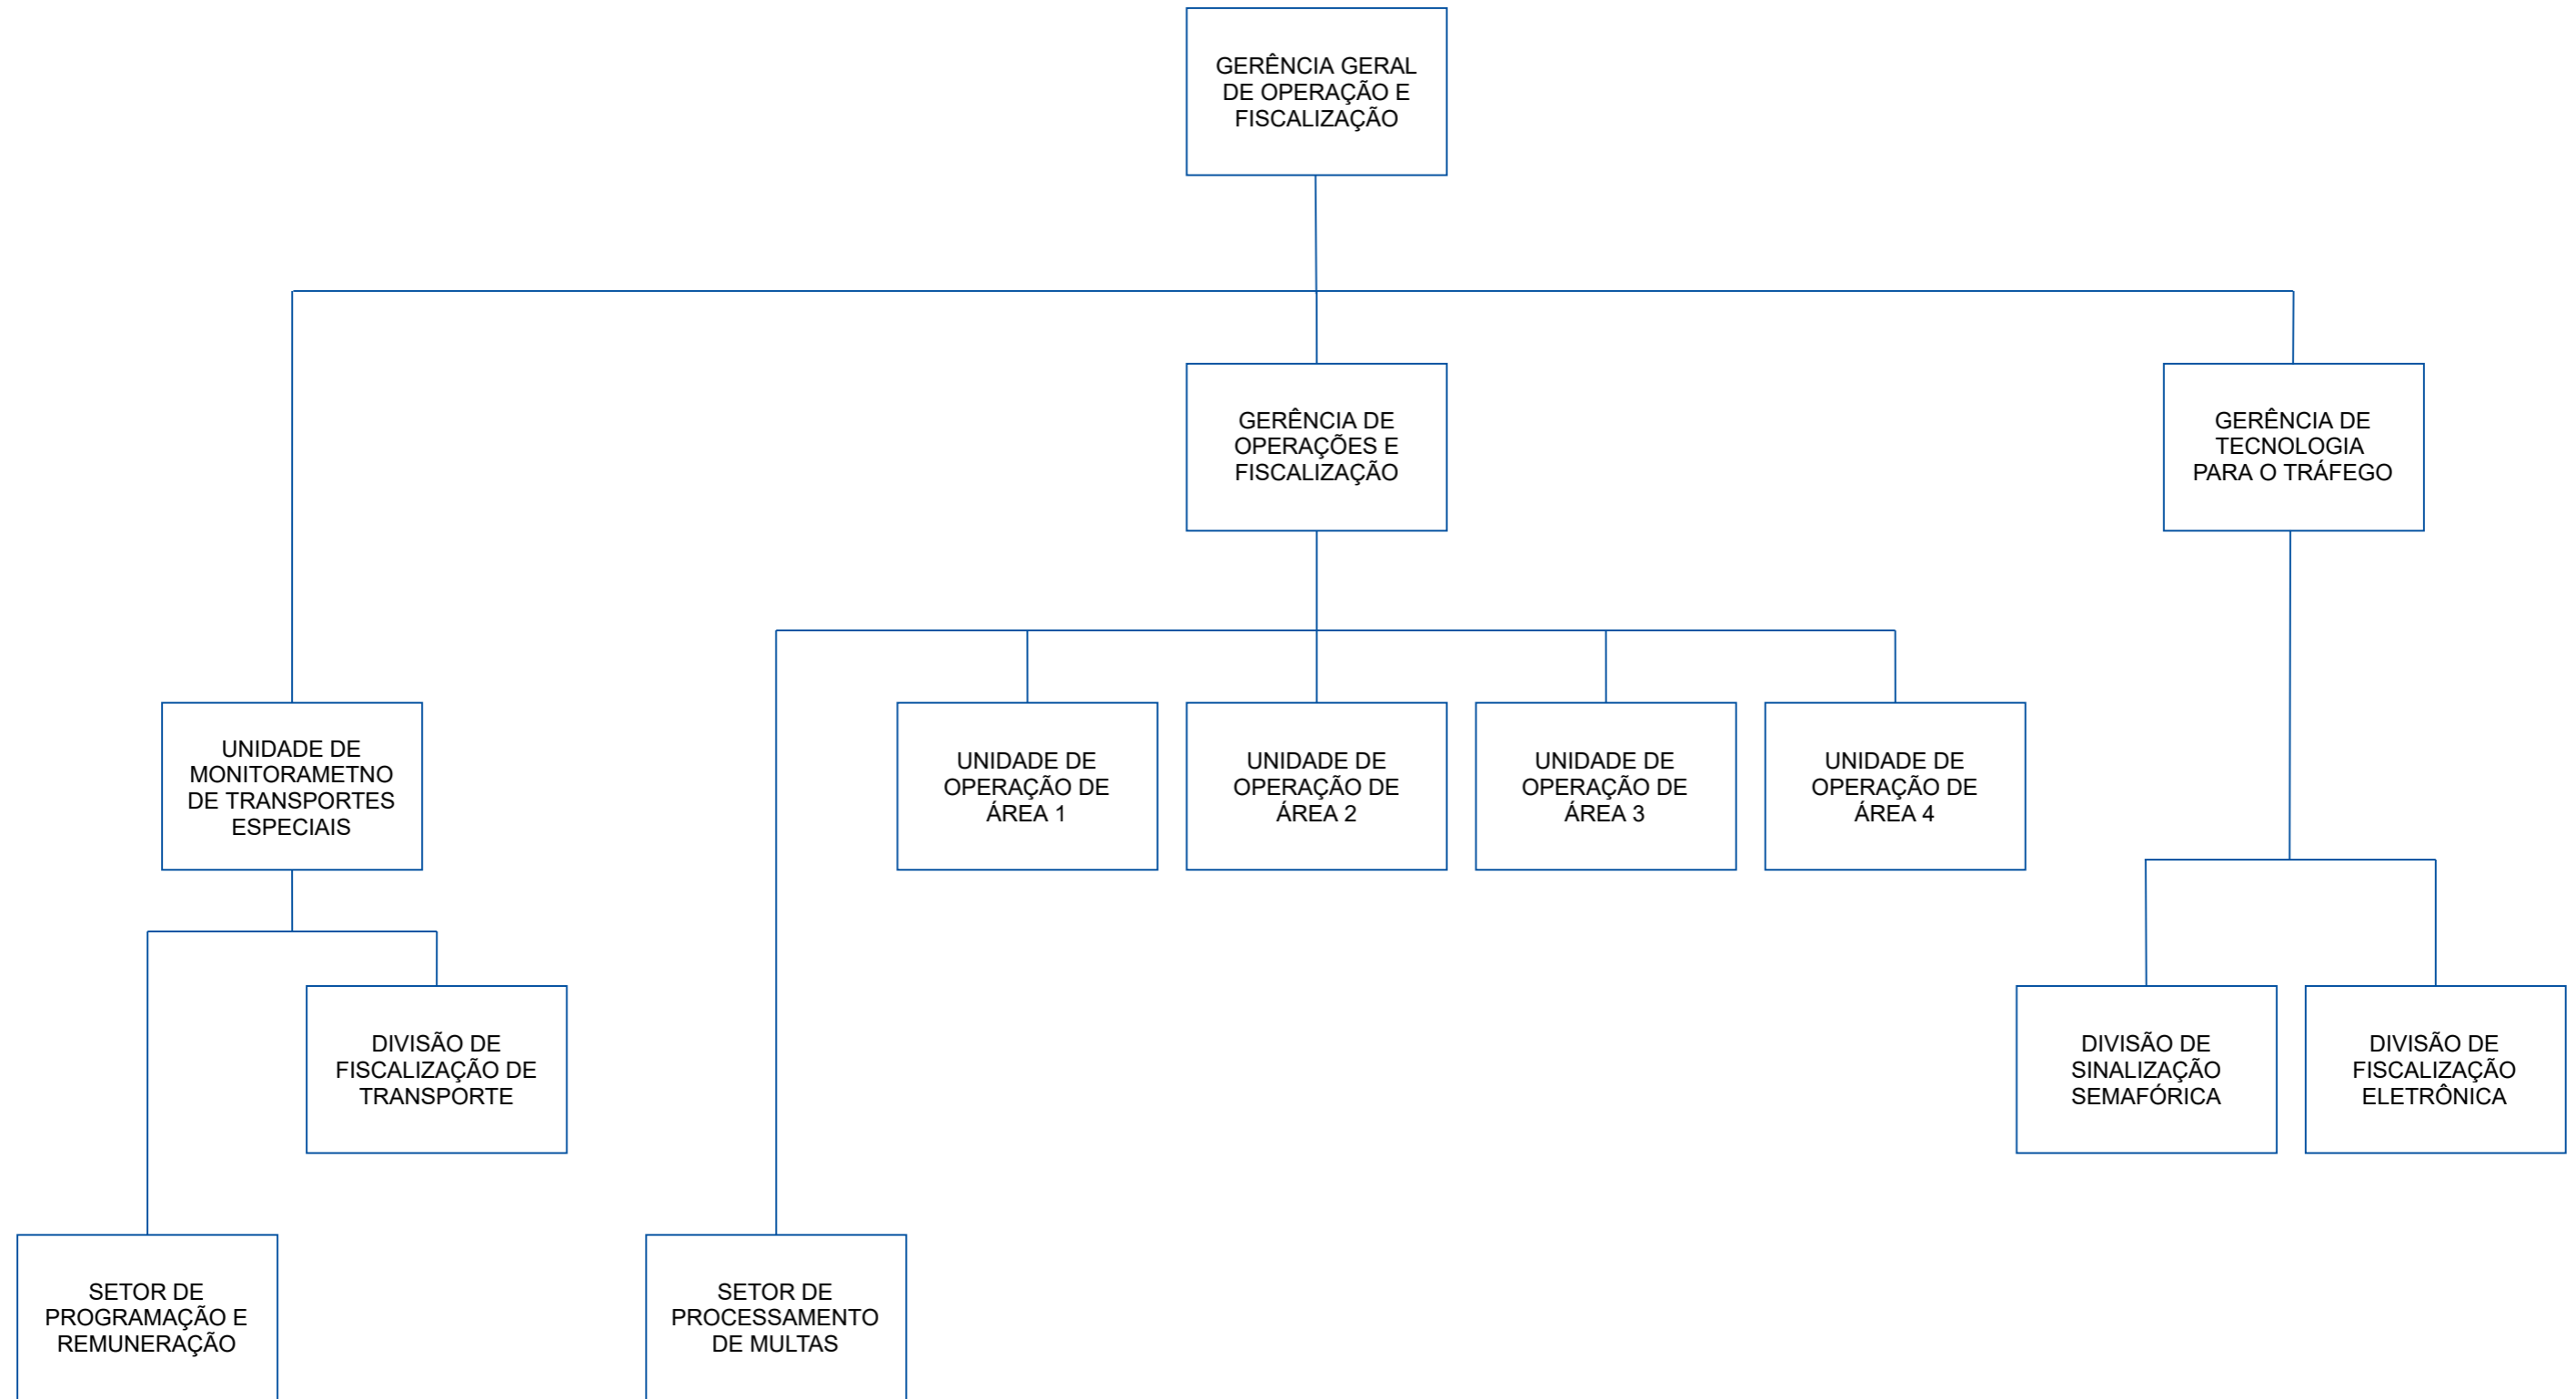 GERÊNCIA GERAL
DE OPERAÇÃO E
FISCALIZAÇÃO
GERÊNCIA DE
OPERAÇÕES E
FISCALIZAÇÃO
GERÊNCIA DE
TECNOLOGIA
PARA O TRÁFEGO
UNIDADE DE
MONITORAMETNO
DE TRANSPORTES
ESPECIAIS
UNIDADE DE
OPERAÇÃO DE
ÁREA 1
UNIDADE DE
OPERAÇÃO DE
ÁREA 2
UNIDADE DE
OPERAÇÃO DE
ÁREA 3
UNIDADE DE
OPERAÇÃO DE
ÁREA 4
DIVISÃO DE
FISCALIZAÇÃO DE
TRANSPORTE
DIVISÃO DE
SINALIZAÇÃO
SEMAFÓRICA
DIVISÃO DE
FISCALIZAÇÃO
ELETRÔNICA
SETOR DE
PROGRAMAÇÃO E
REMUNERAÇÃO
SETOR DE
PROCESSAMENTO
DE MULTAS